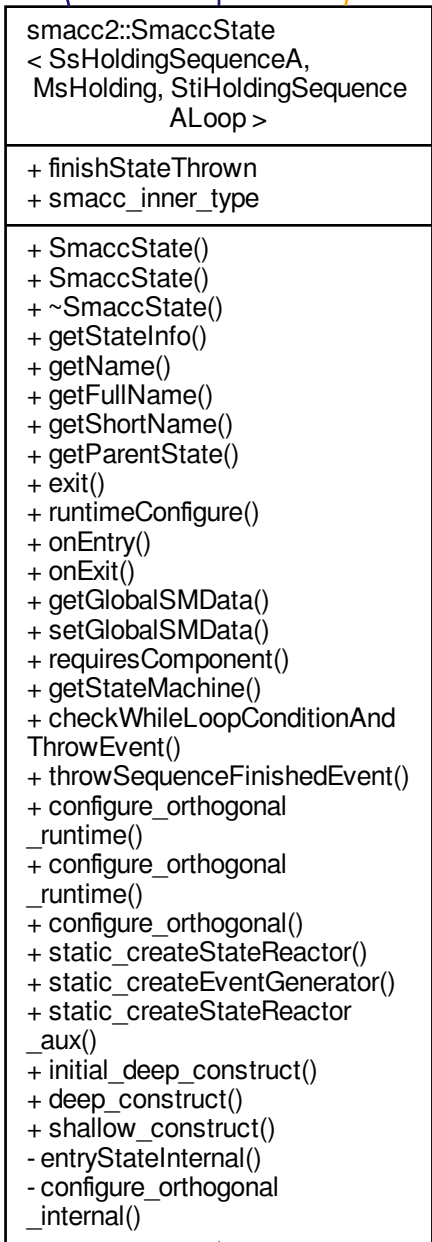 smacc2::SmaccState
< SsHoldingSequenceA,
MsHolding, StiHoldingSequence
ALoop >
+ finishStateThrown
+ smacc_inner_type
+ SmaccState()
+ SmaccState()
+ ~SmaccState()
+ getStateInfo()
+ getName()
+ getFullName()
+ getShortName()
+ getParentState()
+ exit()
+ runtimeConfigure()
+ onEntry()
+ onExit()
+ getGlobalSMData()
+ setGlobalSMData()
+ requiresComponent()
+ getStateMachine()
+ checkWhileLoopConditionAnd
ThrowEvent()
+ throwSequenceFinishedEvent()
+ configure_orthogonal
_runtime()
+ configure_orthogonal
_runtime()
+ configure_orthogonal()
+ static_createStateReactor()
+ static_createEventGenerator()
+ static_createStateReactor
_aux()
+ initial_deep_construct()
+ deep_construct()
+ shallow_construct()
- entryStateInternal()
- configure_orthogonal
_internal()